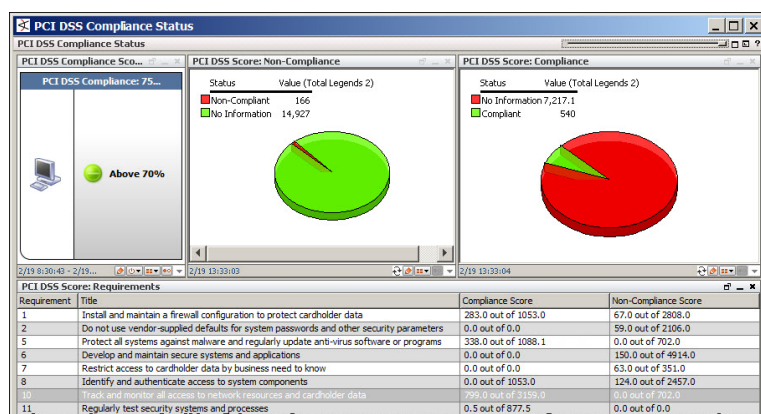 PCI DSS Compliance Status
PCI DSS Compliance Status
PCI DSS Compliance Sco...
PCI DSS Compliance: 75...
Above 70%
2/19 8:30:43 - 2/19...
PCI DSS Score: Non-Compliance
Status Value (Total Legends 2)
Non-Compliant 166
No Information 14,927
2/19 13:33:03
PCI DSS Score: Compliance
Status Value (Total Legends 2)
No Information 7,217.1
Compliant 540
2/19 13:33:04
PCI DSS Score: Requirements
Requirement Title Compliance Score Non-Compliance Score
1 Install and maintain a firewall configuration to protect cardholder data 283.0 out of 1053.0 67.0 out of 2808.0
2 Do not use vendor-supplied defaults for system passwords and other security parameters 0.0 out of 0.0 59.0 out of 2106.0
5 Protect all systems against malware and regularly update anti-virus software or programs 338.0 out of 1088.1 0.0 out of 702.0
6 Develop and maintain secure systems and applications 0.0 out of 0.0 150.0 out of 4914.0
7 Restrict access to cardholder data by business need to know 0.0 out of 0.0 63.0 out of 351.0
8 Identify and authenticate access to system components 0.0 out of 1053.0 124.0 out of 2457.0
10 Track and monitor all access to network resources and cardholder data 799.0 out of 3159.0 0.0 out of 702.0
11 Regularly test security systems and processes 0.5 out of 877.5 0.0 out of 0.0